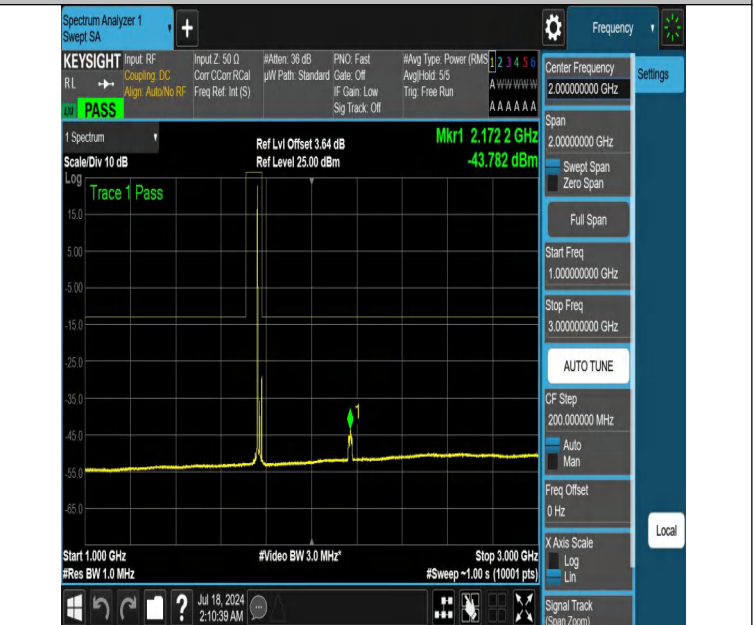 Spectrum Analyzer 1
Swept SA
+
Frequency
KEYSIGHT
RL
PASS
Input: RF
Coupling: DC
Align: Auto/No RF
Input Z: 50 Ω
Corr CCorr RCal
Freq Ref: Int (S)
#Atten: 36 dB
µW Path: Standard
PNO: Fast
Gate: Off
IF Gain: Low
Sig Track: Off
#Avg Type: Power (RMS
Avg|Hold: 5/5
Trig: Free Run
1 2 3 4 5 6
A W W W W W
A A A A A A
1 Spectrum
Scale/Div 10 dB
Ref Lvl Offset 3.64 dB
Ref Level 25.00 dBm
Mkr1 2.172 2 GHz
-43.782 dBm
Log
Trace 1 Pass
15.0
5.00
-5.00
-15.0
-25.0
-35.0
-45.0
-55.0
-65.0
1
Start 1.000 GHz
#Res BW 1.0 MHz
#Video BW 3.0 MHz*
Stop 3.000 GHz
#Sweep ~1.00 s (10001 pts)
Jul 18, 2024
2:10:39 AM
?
Center Frequency
2.00000000 GHz
Settings
Span
2.00000000 GHz
Swept Span
Zero Span
Full Span
Start Freq
1.000000000 GHz
Stop Freq
3.000000000 GHz
AUTO TUNE
CF Step
200.000000 MHz
Auto
Man
Freq Offset
0 Hz
X Axis Scale
Log
Lin
Local
Signal Track
(Span Zoom)